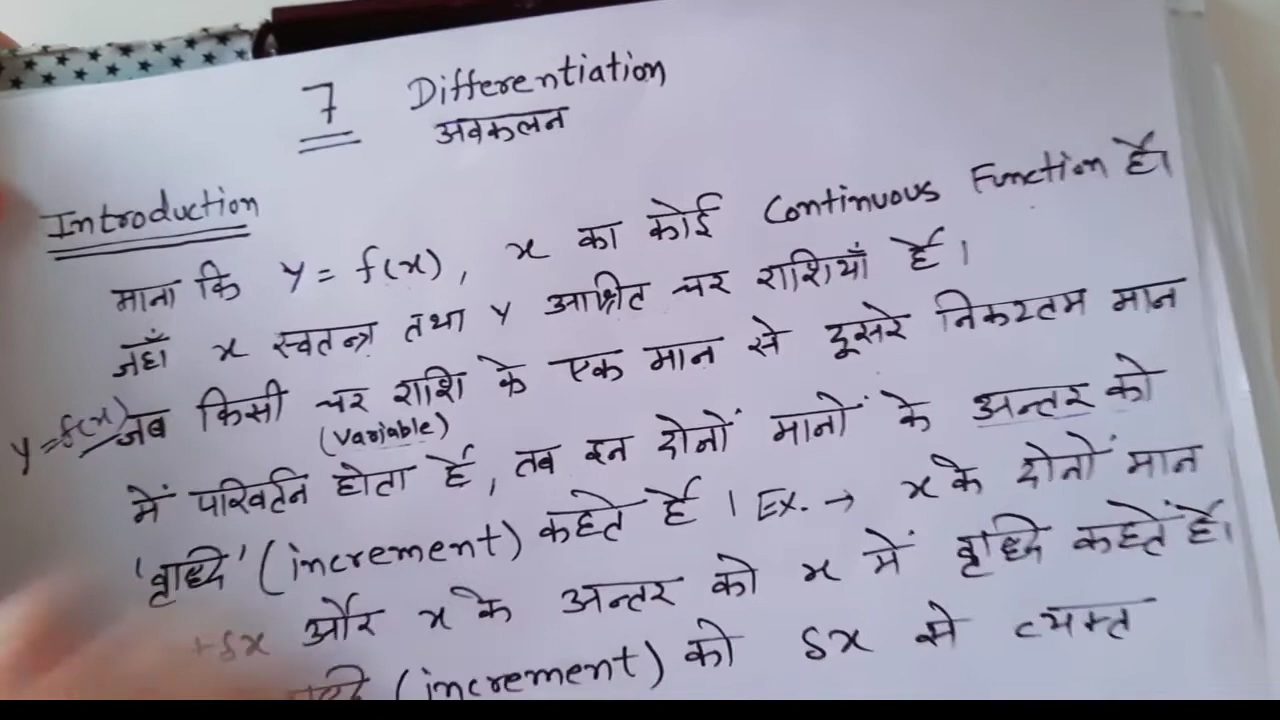 7 Differentiation
अवकलन
Introduction
माना कि y = f(x), x का कोई Continuous Function है।
जहाँ x स्वतन्त्र तथा y आश्रित चर राशियाँ हैं।
y=f(x) जब किसी चर राशि के एक मान से दूसरे निकटतम मान
(Variable)
में परिवर्तन होता है, तब इन दोनों मानों के अन्तर को
'वृद्धि' (increment) कहते हैं। Ex. → x के दोनों मान
+δx और x के अन्तर को x में वृद्धि कहते हैं।
(increment) को δx से व्यक्त